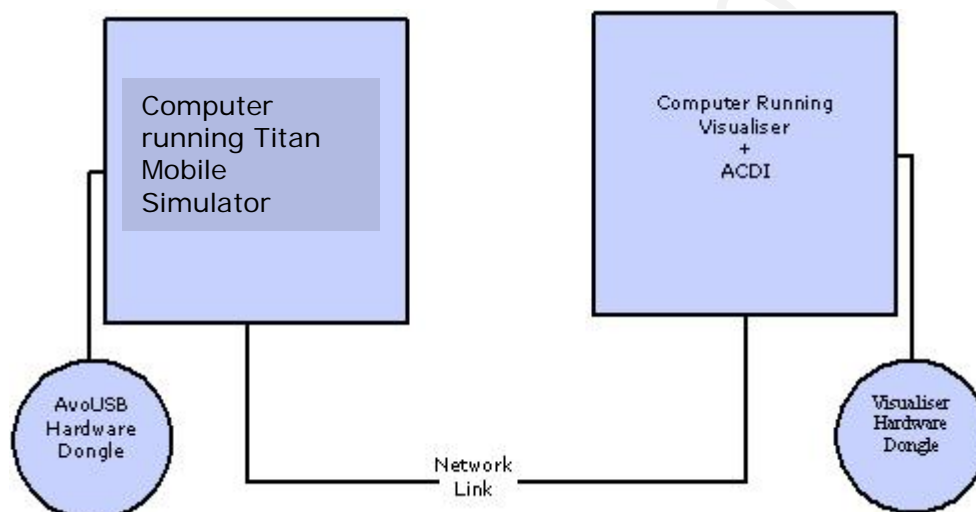 Computer
running Titan
Mobile
Simulator
Computer Running
Visualiser
+
ACDI
AvoUSB
Hardware
Dongle
Visualiser
Hardware
Dongle
Network
Link